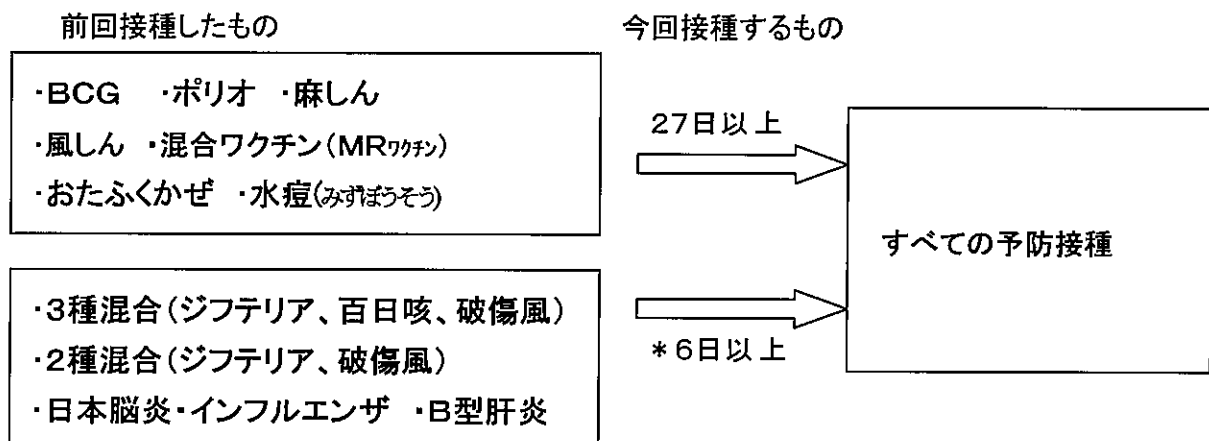 前回接種したもの
今回接種するもの
・BCG ・ポリオ ・麻しん
・風しん ・混合ワクチン(MRワクチン)
・おたふくかぜ ・水痘(みずぼうそう)
27日以上
すべての予防接種
・3種混合(ジフテリア、百日咳、破傷風)
・2種混合(ジフテリア、破傷風)
・日本脳炎・インフルエンザ ・B型肝炎
*6日以上